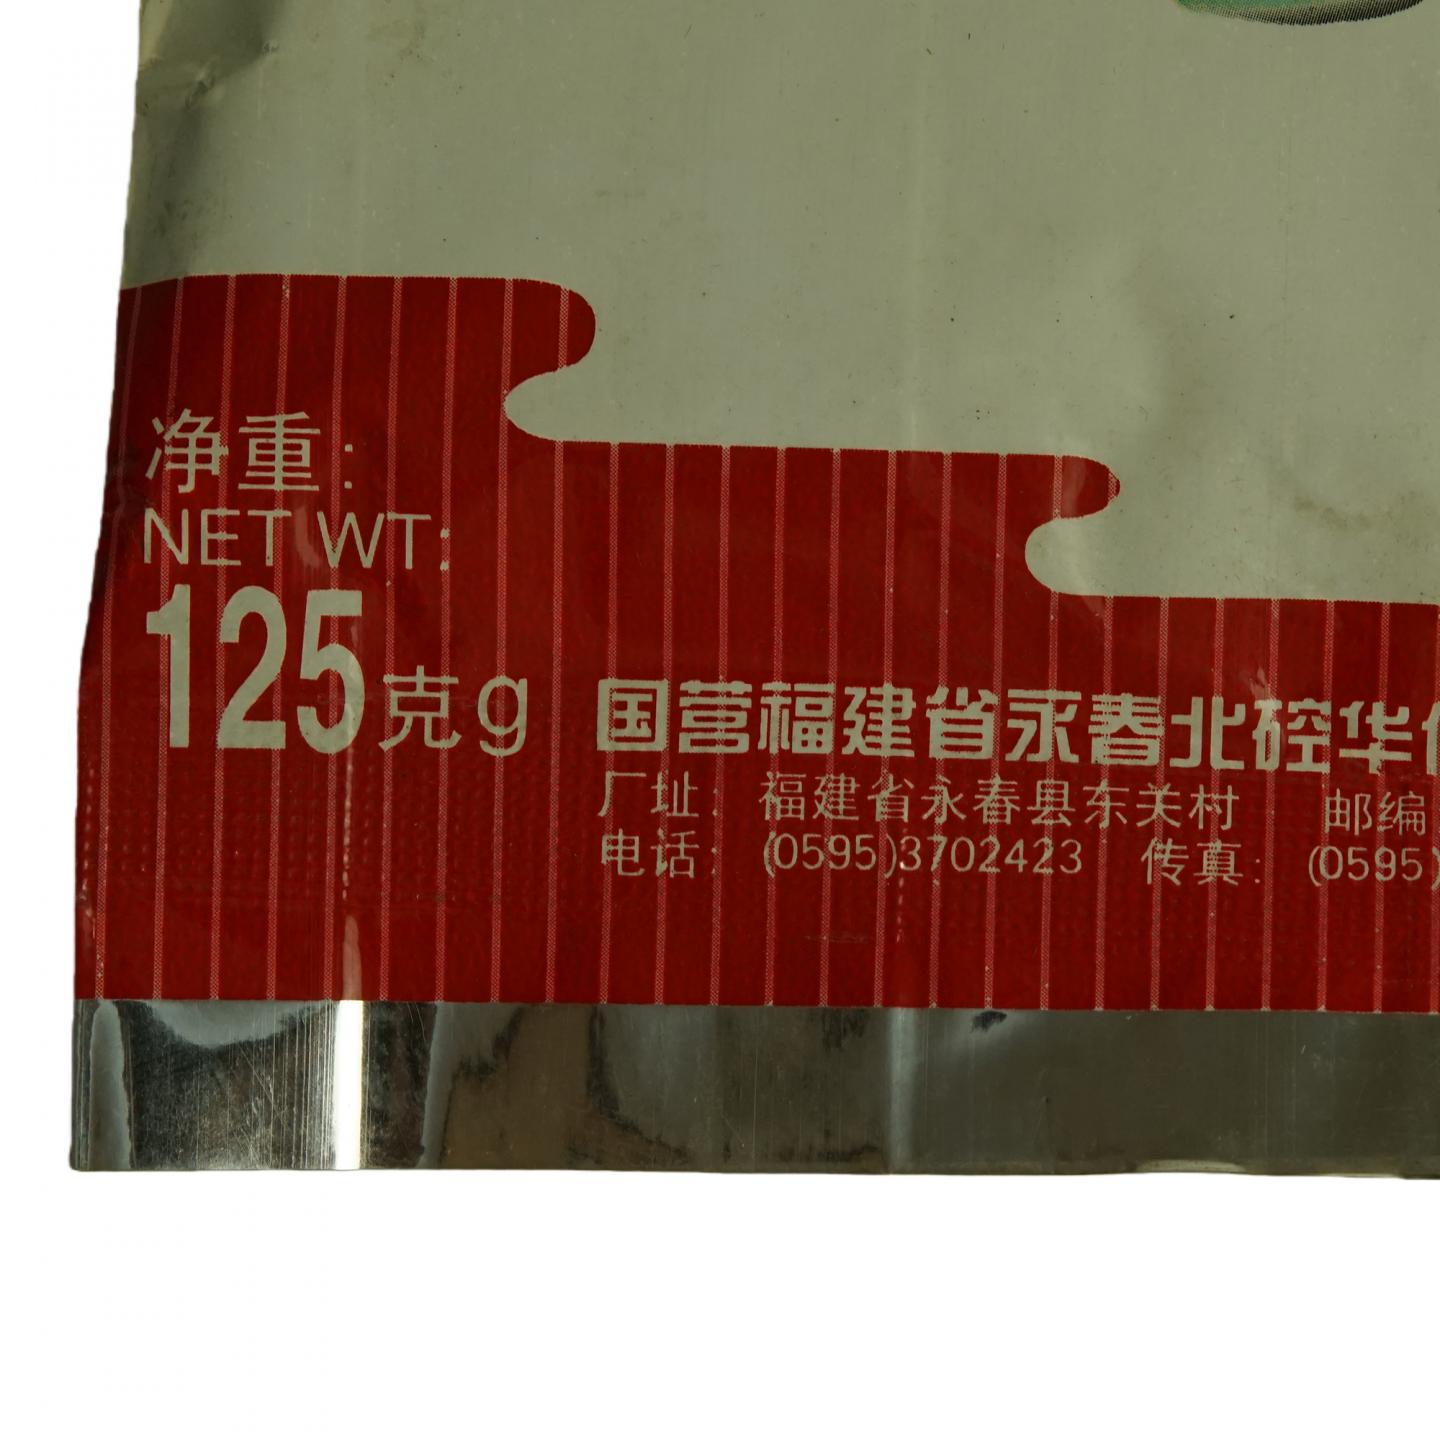 净重:
NET WT:
125克g
国营福建省永春北硿华
厂址: 福建省永春县东关村 邮编
电话: (0595)3702423 传真: (0595)